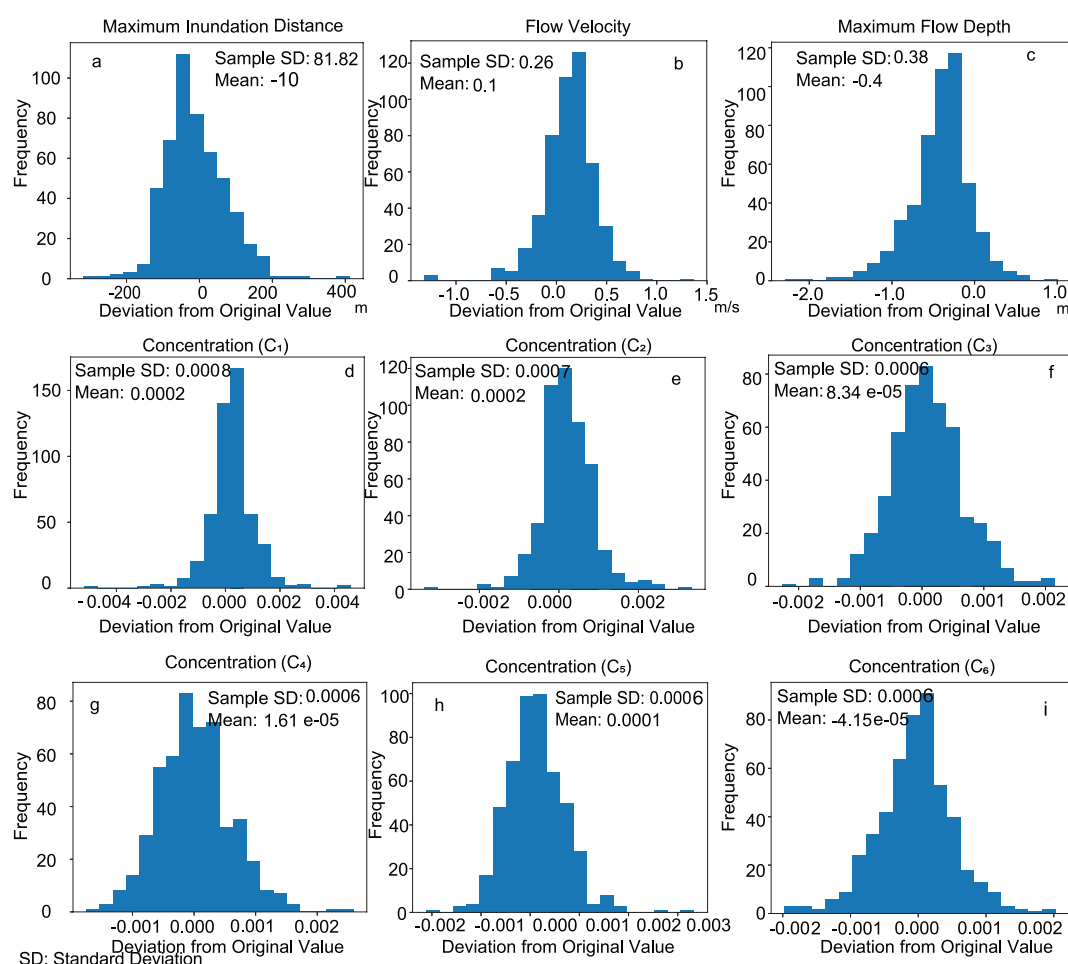 Maximum Inundation Distance
a
Sample SD: 81.82
Mean: -10
Frequency
100
80
60
40
20
0
-200 0 200 400
Deviation from Original Value m
Flow Velocity
b
Sample SD: 0.26
Mean: 0.1
Frequency
120
100
80
60
40
20
0
-1.0 -0.5 0.0 0.5 1.0 1.5
Deviation from Original Value m/s
Maximum Flow Depth
c
Sample SD: 0.38
Mean: -0.4
Frequency
120
100
80
60
40
20
0
-2.0 -1.0 0.0 1.0
Deviation from Original Value m
Concentration (C₁)
d
Sample SD: 0.0008
Mean: 0.0002
Frequency
150
100
50
0
-0.004 -0.002 0.000 0.002 0.004
Deviation from Original Value
Concentration (C₂)
e
Sample SD: 0.0007
Mean: 0.0002
Frequency
120
100
80
60
40
20
0
-0.002 0.000 0.002
Deviation from Original Value
Concentration (C₃)
f
Sample SD: 0.0006
Mean: 8.34 e-05
Frequency
80
60
40
20
0
-0.002 -0.001 0.000 0.001 0.002
Deviation from Original Value
Concentration (C₄)
g
Sample SD: 0.0006
Mean: 1.61 e-05
Frequency
80
60
40
20
0
-0.001 0.000 0.001 0.002
Deviation from Original Value
Concentration (C₅)
h
Sample SD: 0.0006
Mean: 0.0001
Frequency
100
80
60
40
20
0
-0.002 -0.001 0.000 0.001 0.002 0.003
Deviation from Original Value
Concentration (C₆)
i
Sample SD: 0.0006
Mean: -4.15e-05
Frequency
80
60
40
20
0
-0.002 -0.001 0.000 0.001 0.002
Deviation from Original Value
SD: Standard Deviation